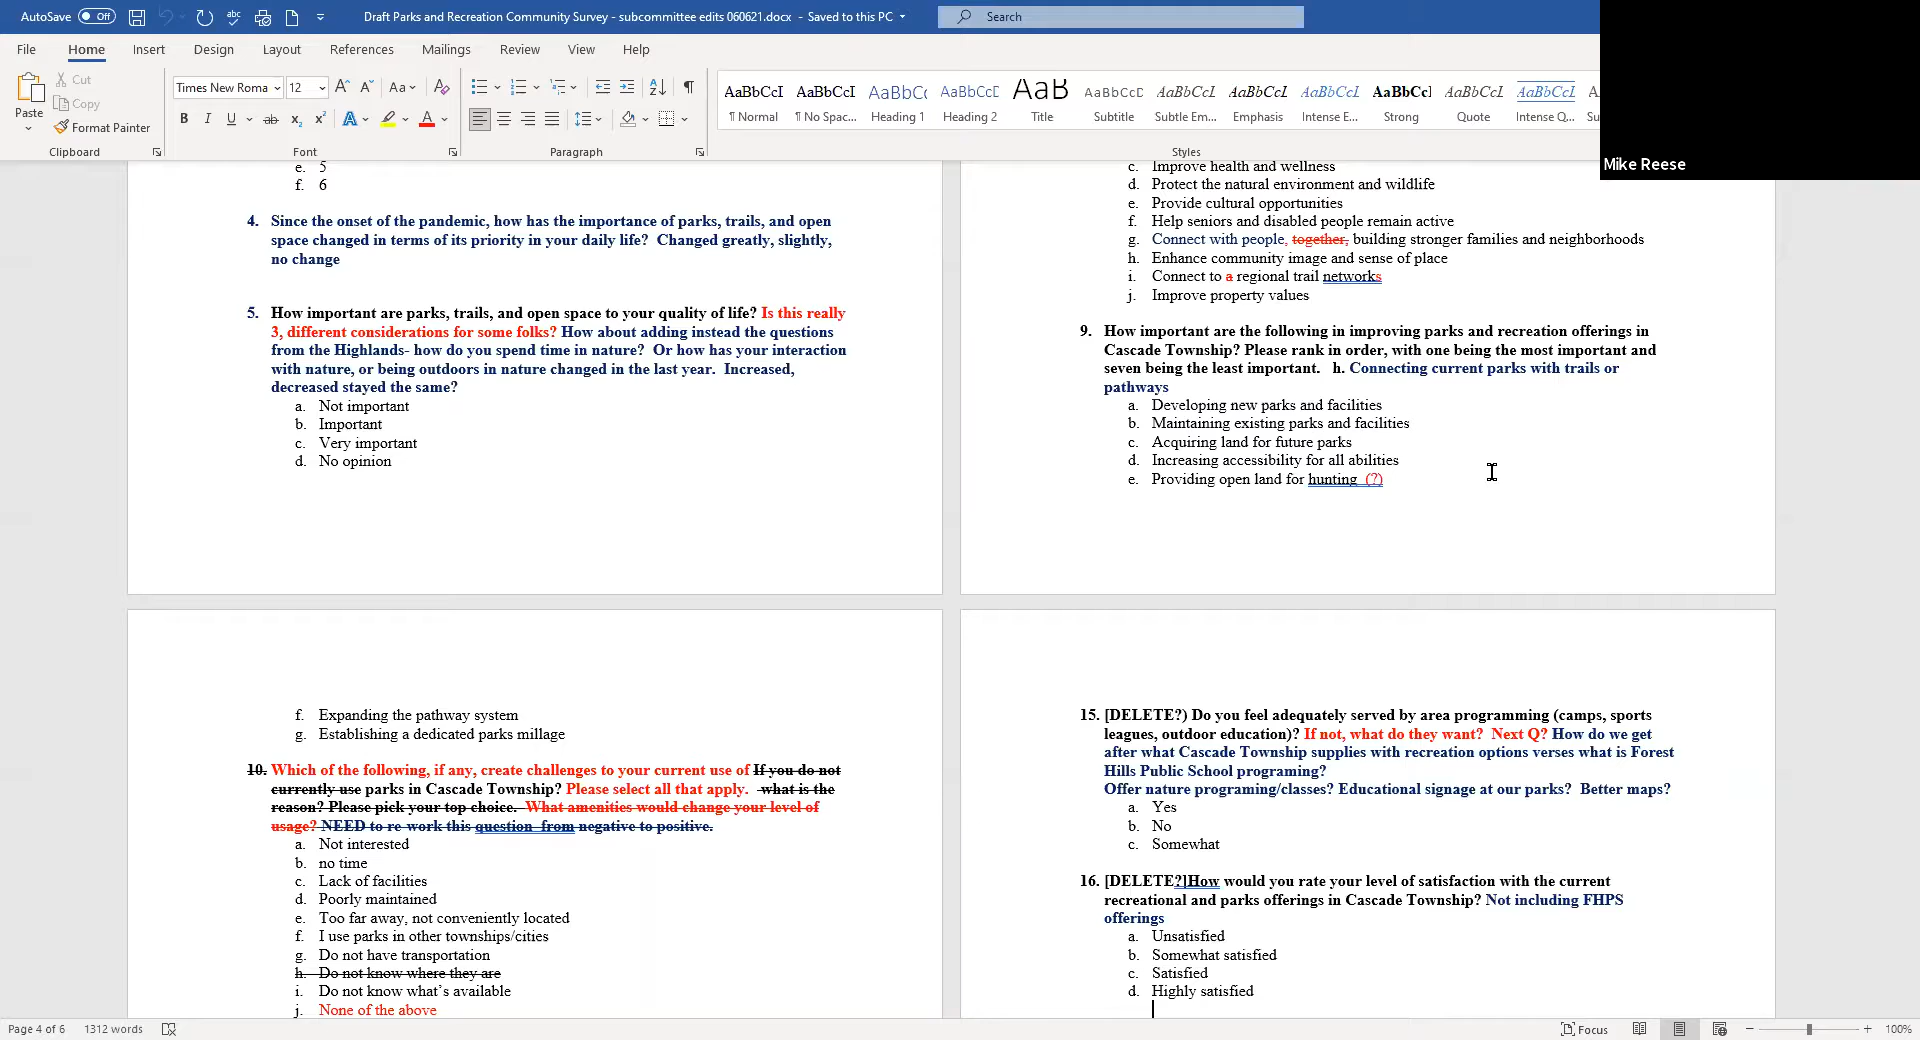 AutoSave Off Draft Parks and Recreation Community Survey - subcommittee edits 060621.docx - Saved to this PC Search
File Home Insert Design Layout References Mailings Review View Help
Paste
Cut
Copy
Format Painter
Times New Roma 12
AaBbCcI AaBbCcI AaBbCc AaBbCcD AaB AaBbCcD AaBbCcI AaBbCcI AaBbCcI AaBbCcI AaBbCcI AaBbCcI
¶ Normal ¶ No Spac... Heading 1 Heading 2 Title Subtitle Subtle Em... Emphasis Intense E... Strong Quote Intense Q... Su
Clipboard Font Paragraph Styles
Mike Reese
e. 5
f. 6
4. Since the onset of the pandemic, how has the importance of parks, trails, and open
space changed in terms of its priority in your daily life? Changed greatly, slightly,
no change
5. How important are parks, trails, and open space to your quality of life? Is this really
3, different considerations for some folks? How about adding instead the questions
from the Highlands- how do you spend time in nature? Or how has your interaction
with nature, or being outdoors in nature changed in the last year. Increased,
decreased stayed the same?
a. Not important
b. Important
c. Very important
d. No opinion
c. Improve health and wellness
d. Protect the natural environment and wildlife
e. Provide cultural opportunities
f. Help seniors and disabled people remain active
g. Connect with people, together, building stronger families and neighborhoods
h. Enhance community image and sense of place
i. Connect to a regional trail networks
j. Improve property values
9. How important are the following in improving parks and recreation offerings in
Cascade Township? Please rank in order, with one being the most important and
seven being the least important. h. Connecting current parks with trails or
pathways
a. Developing new parks and facilities
b. Maintaining existing parks and facilities
c. Acquiring land for future parks
d. Increasing accessibility for all abilities
e. Providing open land for hunting (?)
f. Expanding the pathway system
g. Establishing a dedicated parks millage
10. Which of the following, if any, create challenges to your current use of If you do not
currently use parks in Cascade Township? Please select all that apply. what is the
reason? Please pick your top choice. What amenities would change your level of
usage? NEED to re-work this question from negative to positive.
a. Not interested
b. no time
c. Lack of facilities
d. Poorly maintained
e. Too far away, not conveniently located
f. I use parks in other townships/cities
g. Do not have transportation
h. Do not know where they are
i. Do not know what's available
j. None of the above
15. [DELETE?) Do you feel adequately served by area programming (camps, sports
leagues, outdoor education)? If not, what do they want? Next Q? How do we get
after what Cascade Township supplies with recreation options verses what is Forest
Hills Public School programing?
Offer nature programing/classes? Educational signage at our parks? Better maps?
a. Yes
b. No
c. Somewhat
16. [DELETE?]How would you rate your level of satisfaction with the current
recreational and parks offerings in Cascade Township? Not including FHPS
offerings
a. Unsatisfied
b. Somewhat satisfied
c. Satisfied
d. Highly satisfied
Page 4 of 6 1312 words Focus 100%